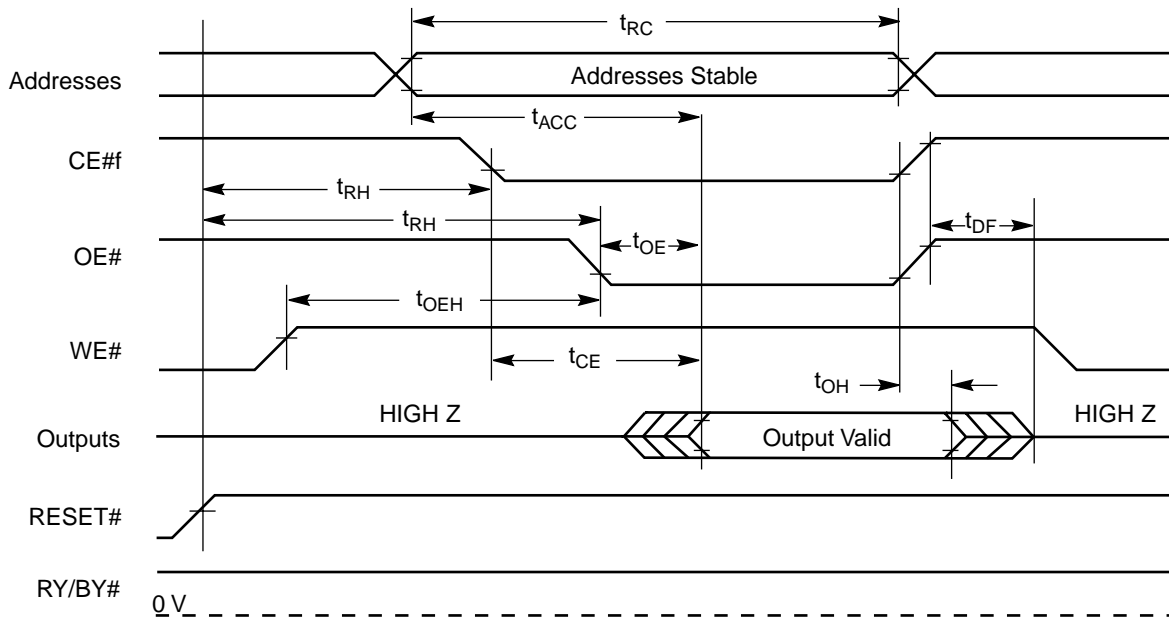 tRC
Addresses
Addresses Stable
tACC
CE#f
tRH
tRH
tOE
tDF
OE#
tOEH
WE#
tCE
tOH
HIGH Z
HIGH Z
Outputs
Output Valid
RESET#
RY/BY#
0 V